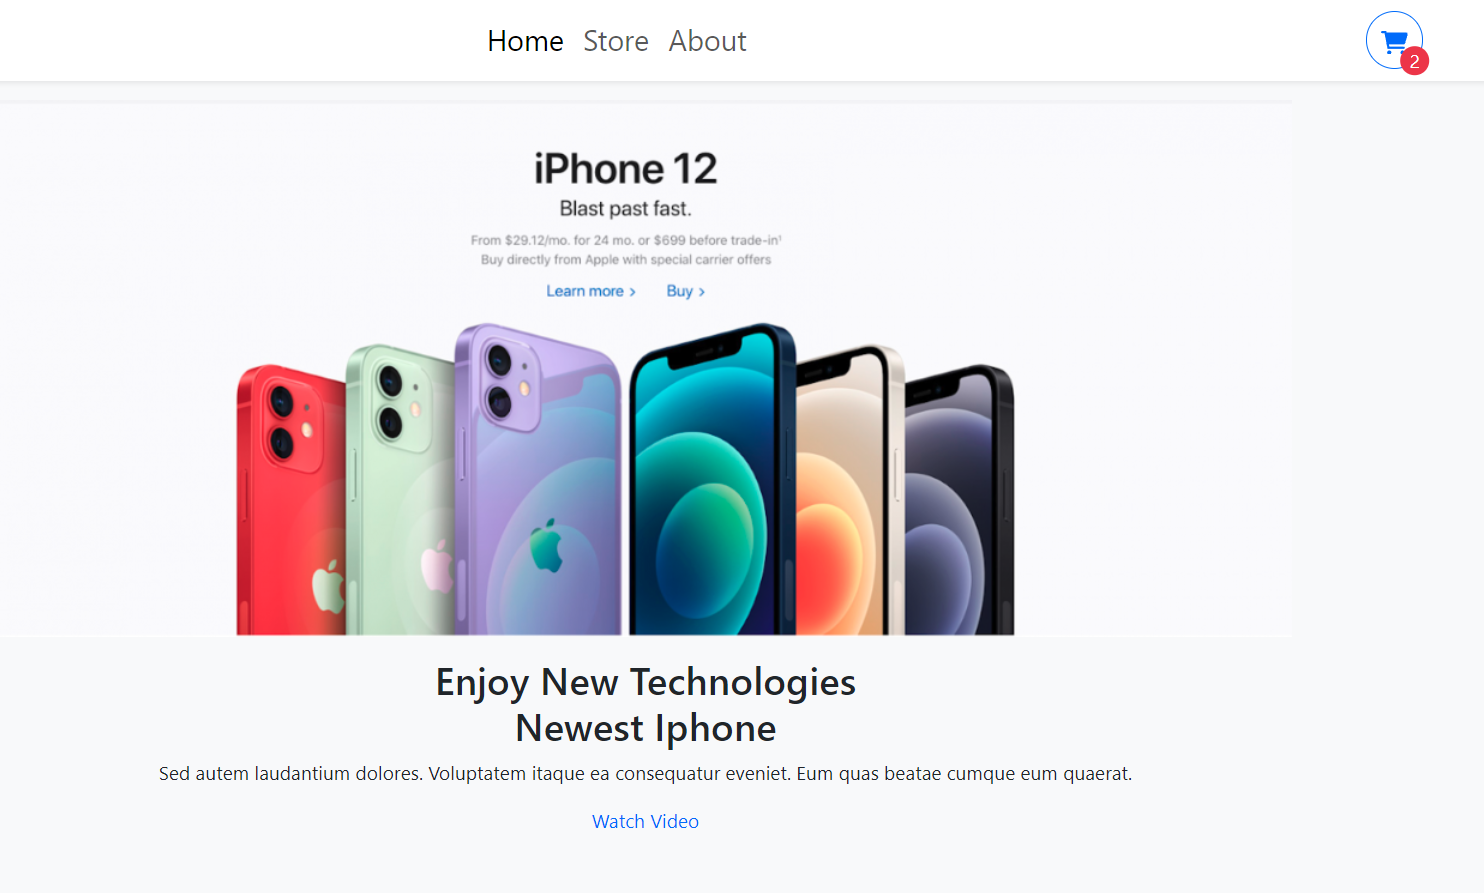 Home Store About
2
iPhone 12
Blast past fast.
From $29.12/mo. for 24 mo. or $699 before trade-in¹
Buy directly from Apple with special carrier offers
Learn more > Buy >
Enjoy New Technologies
Newest Iphone
Sed autem laudantium dolores. Voluptatem itaque ea consequatur eveniet. Eum quas beatae cumque eum quaerat.
Watch Video